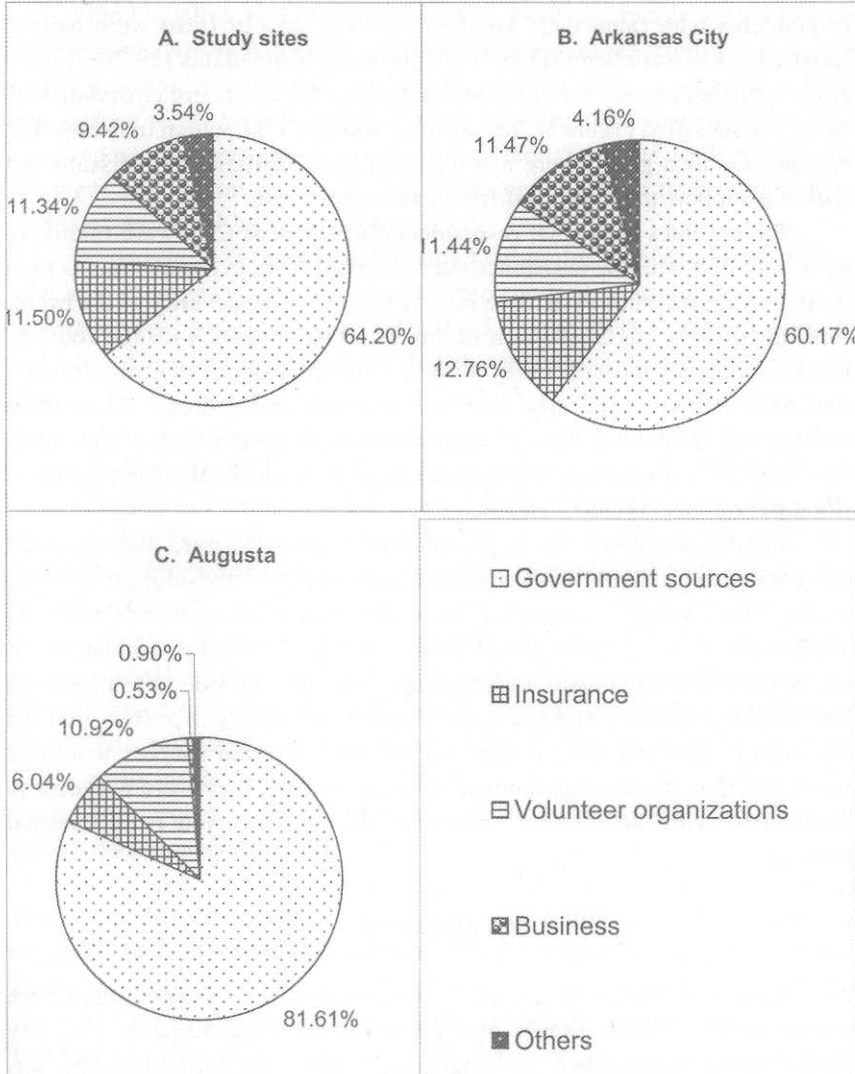 A. Study sites
3.54%
9.42%
11.34%
11.50%
64.20%
B. Arkansas City
4.16%
11.47%
11.44%
12.76%
60.17%
C. Augusta
0.90%
0.53%
10.92%
6.04%
81.61%
Government sources
Insurance
Volunteer organizations
Business
Others